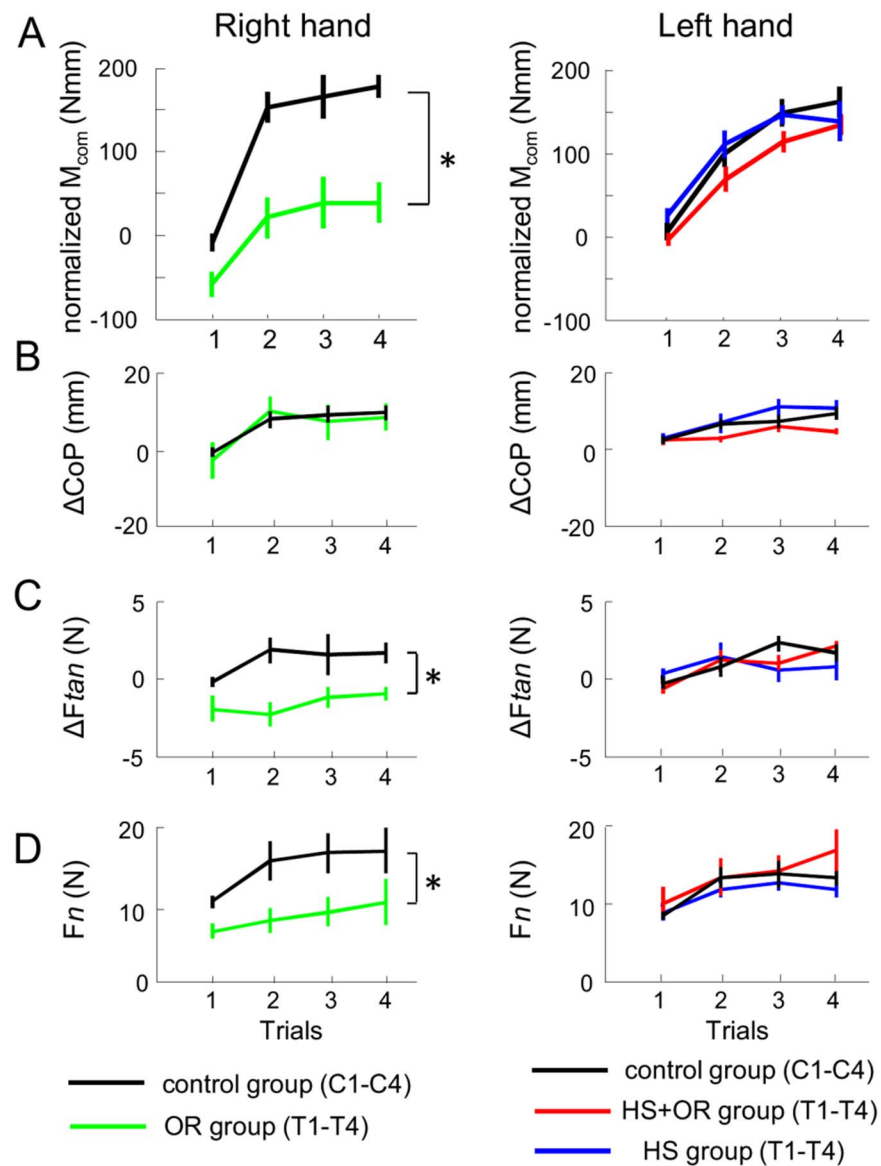 A
Right hand
Left hand
normalized M_com (Nmm)
200
100
0
-100
1 2 3 4
*
normalized M_com (Nmm)
200
100
0
-100
1 2 3 4
B
ΔCoP (mm)
20
0
-20
1 2 3 4
ΔCoP (mm)
20
0
-20
1 2 3 4
C
ΔFtan (N)
5
0
-5
1 2 3 4
*
ΔFtan (N)
5
0
-5
1 2 3 4
D
Fn (N)
20
10
0
1 2 3 4
*
Trials
Fn (N)
20
10
0
1 2 3 4
Trials
control group (C1-C4)
OR group (T1-T4)
control group (C1-C4)
HS+OR group (T1-T4)
HS group (T1-T4)